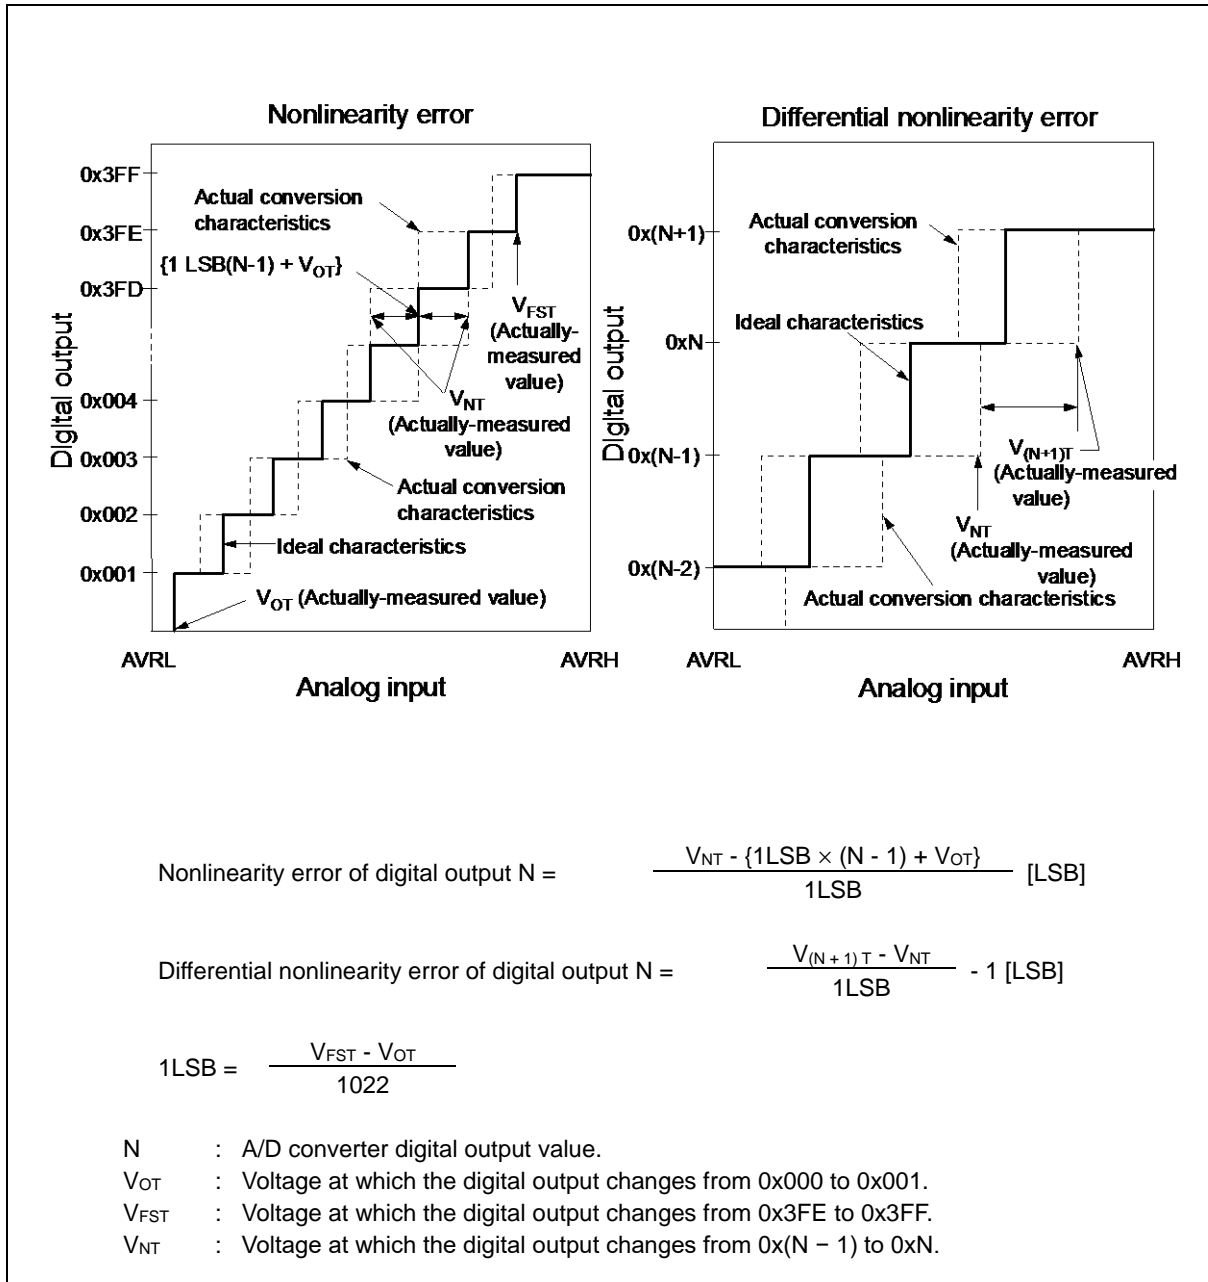 Nonlinearity error
0x3FF
0x3FE
0x3FD
0x004
0x003
0x002
0x001
Digital output
Actual conversion
characteristics
{1 LSB(N-1) + VOT}
VFST
(Actually-
measured
value)
VNT
(Actually-measured
value)
Actual conversion
characteristics
Ideal characteristics
VOT (Actually-measured value)
AVRL
AVRH
Analog input
Differential nonlinearity error
0x(N+1)
0xN
0x(N-1)
0x(N-2)
Digital output
Actual conversion
characteristics
Ideal characteristics
V(N+1)T
(Actually-measured
value)
VNT
(Actually-measured
value)
Actual conversion characteristics
AVRL
AVRH
Analog input
Nonlinearity error of digital output N =
VNT - {1LSB × (N - 1) + VOT}
1LSB
[LSB]
Differential nonlinearity error of digital output N =
V(N + 1) T - VNT
1LSB
- 1 [LSB]
1LSB =
VFST - VOT
1022
N : A/D converter digital output value.
VOT : Voltage at which the digital output changes from 0x000 to 0x001.
VFST : Voltage at which the digital output changes from 0x3FE to 0x3FF.
VNT : Voltage at which the digital output changes from 0x(N − 1) to 0xN.